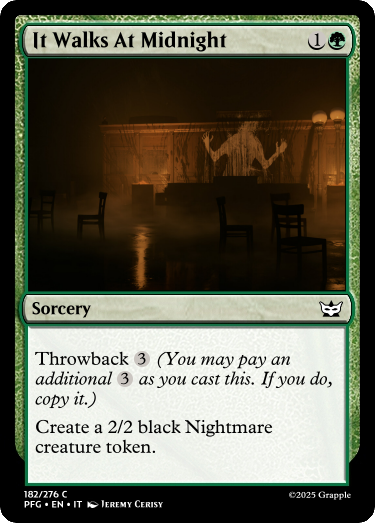 It Walks At Midnight 1
Sorcery
Throwback 3 (You may pay an
additional 3 as you cast this. If you do,
copy it.)
Create a 2/2 black Nightmare
creature token.
182/276 C
PFG • EN • IT Jeremy Cerisy
©2025 Grapple